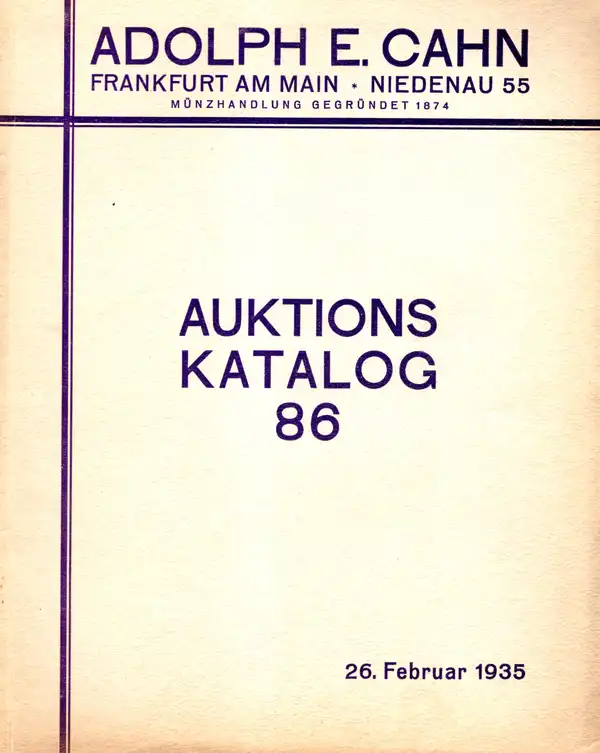 ADOLPH E. CAHN
FRANKFURT AM MAIN * NIEDENAU 55
MÜNZHANDLUNG GEGRÜNDET 1874
AUKTIONS
KATALOG
86
26. Februar 1935